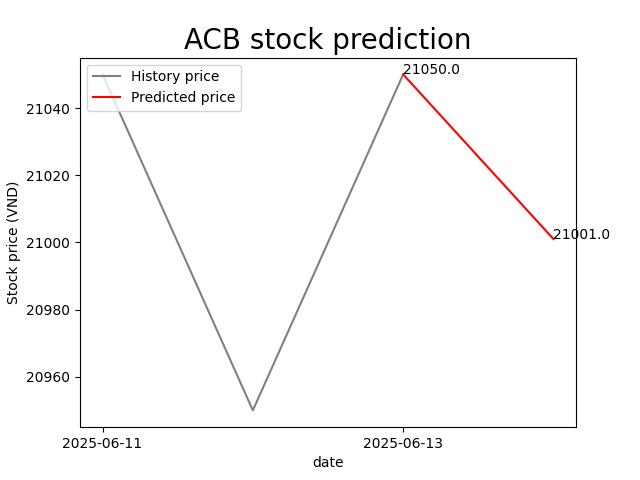 ACB stock prediction
History price
Predicted price
21050.0
21001.0
21040
21020
21000
20980
20960
Stock price (VND)
2025-06-11
2025-06-13
date